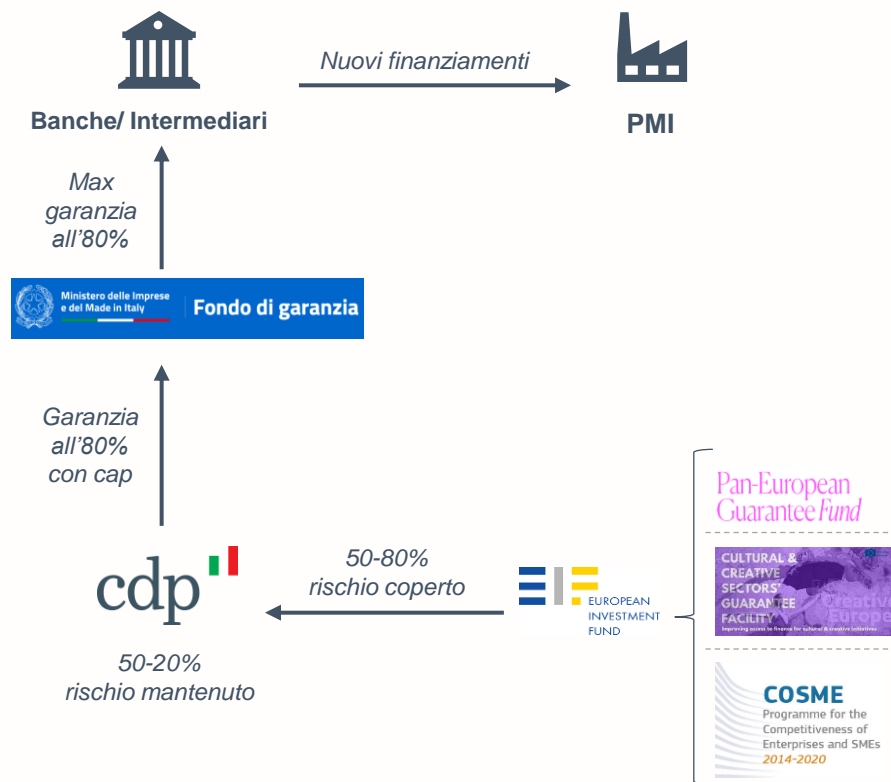 Nuovi finanziamenti
Banche/ Intermediari
PMI
Max
garanzia
all'80%
Ministero delle Imprese
e del Made in Italy
Fondo di garanzia
Garanzia
all'80%
con cap
cdp
50-20%
rischio mantenuto
50-80%
rischio coperto
EIF
EUROPEAN
INVESTMENT
FUND
Pan-European
Guarantee Fund
CULTURAL &
CREATIVE
SECTORS'
GUARANTEE
FACILITY
Improving access to finance for cultural & creative initiatives
Creative
Europe
COSME
Programme for the
Competitiveness of
Enterprises and SMEs
2014-2020